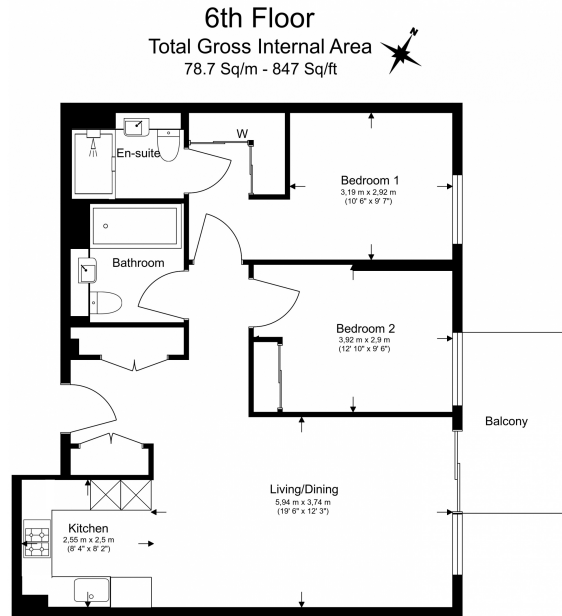 6th Floor
Total Gross Internal Area
78.7 Sq/m - 847 Sq/ft
N
W
En-suite
Bedroom 1
3,19 m x 2,92 m
(10' 6" x 9' 7")
Bathroom
Bedroom 2
3,92 m x 2,9 m
(12' 10" x 9' 6")
Balcony
Living/Dining
5,94 m x 3,74 m
(19' 6" x 12' 3")
Kitchen
2,55 m x 2,5 m
(8' 4" x 8' 2")